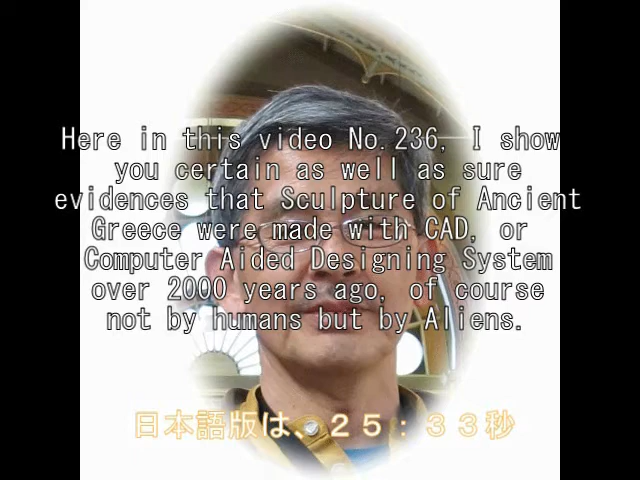 Here in this video No.236, I show
you certain as well as sure
evidences that Sculpture of Ancient
Greece were made with CAD, or
Computer Aided Designing System
over 2000 years ago, of course
not by humans but by Aliens.
日本語版は、２５：３３秒